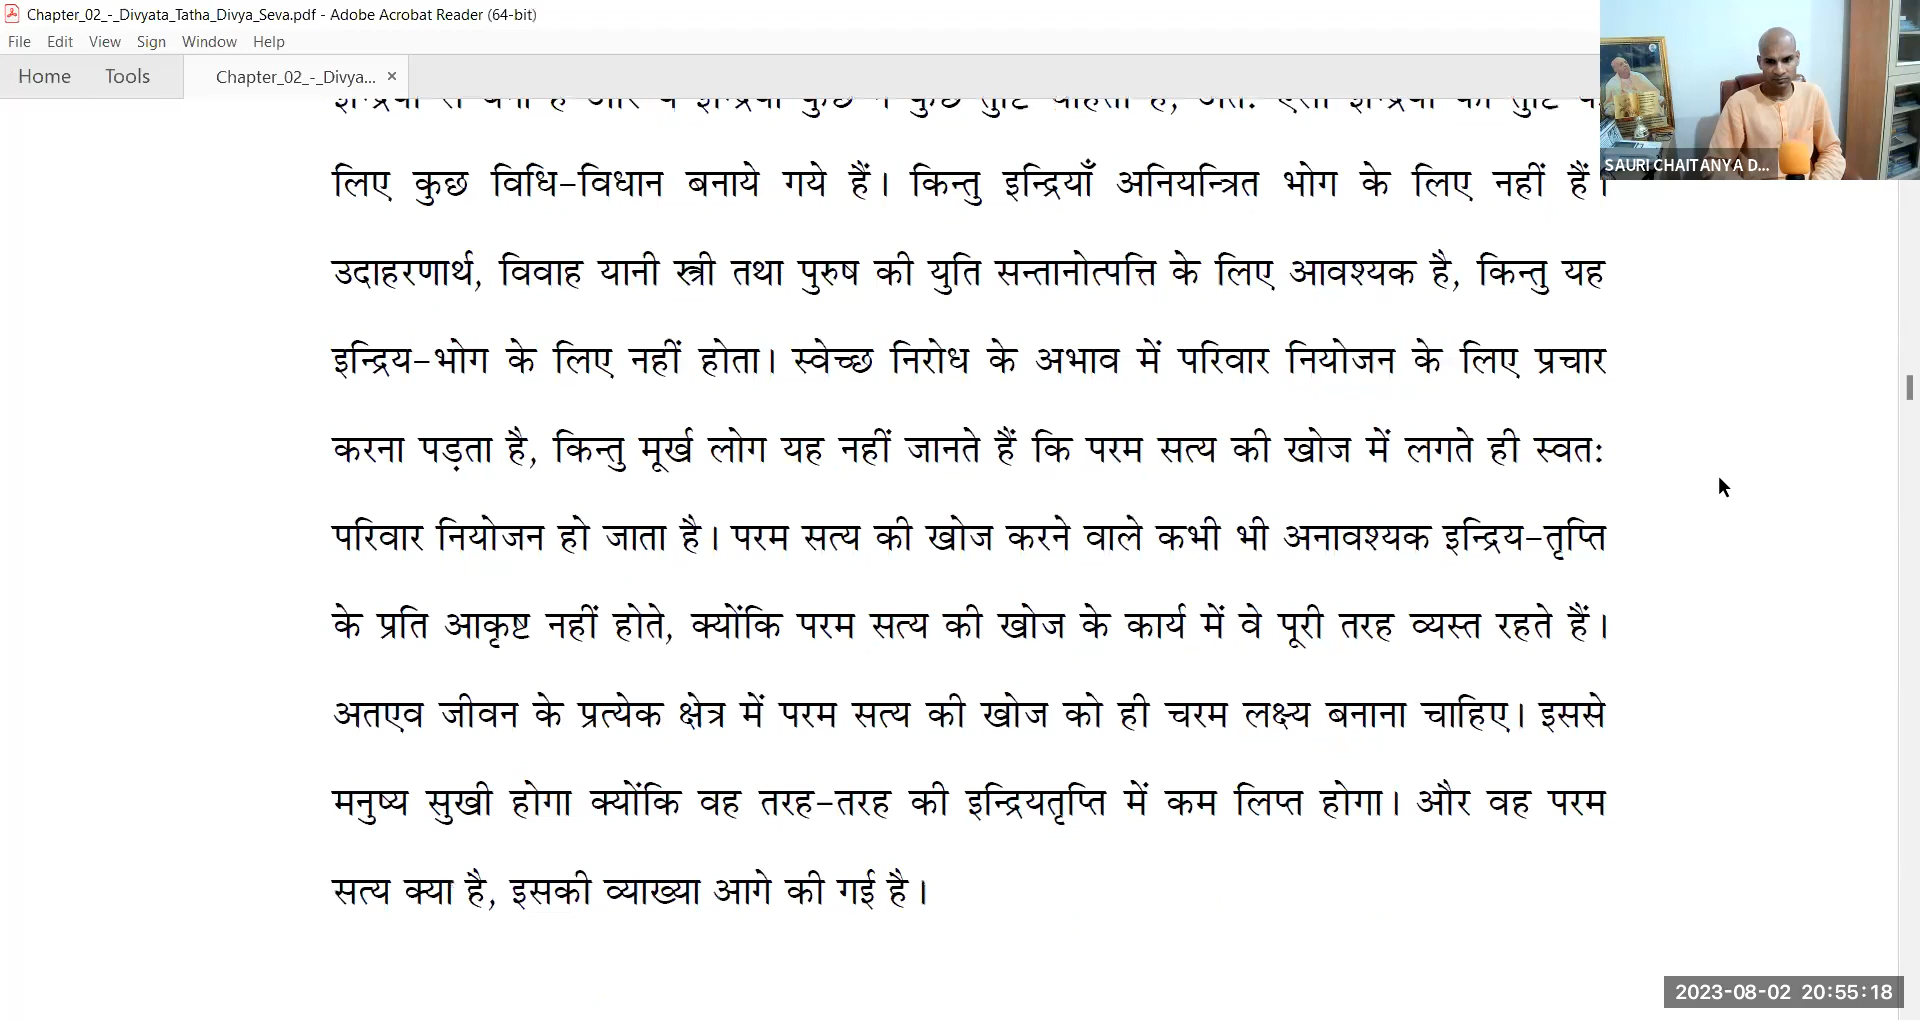 Chapter_02_-_Divyata_Tatha_Divya_Seva.pdf - Adobe Acrobat Reader (64-bit)
File Edit View Sign Window Help
Home Tools Chapter_02_-_Divya... ×
लिए कुछ विधि-विधान बनाये गये हैं। किन्तु इन्द्रियाँ अनियन्त्रित भोग के लिए नहीं हैं।
उदाहरणार्थ, विवाह यानी स्त्री तथा पुरुष की युति सन्तानोत्पत्ति के लिए आवश्यक है, किन्तु यह
इन्द्रिय-भोग के लिए नहीं होता। स्वेच्छ निरोध के अभाव में परिवार नियोजन के लिए प्रचार
करना पड़ता है, किन्तु मूर्ख लोग यह नहीं जानते हैं कि परम सत्य की खोज में लगते ही स्वतः
परिवार नियोजन हो जाता है। परम सत्य की खोज करने वाले कभी भी अनावश्यक इन्द्रिय-तृप्ति
के प्रति आकृष्ट नहीं होते, क्योंकि परम सत्य की खोज के कार्य में वे पूरी तरह व्यस्त रहते हैं।
अतएव जीवन के प्रत्येक क्षेत्र में परम सत्य की खोज को ही चरम लक्ष्य बनाना चाहिए। इससे
मनुष्य सुखी होगा क्योंकि वह तरह-तरह की इन्द्रियतृप्ति में कम लिप्त होगा। और वह परम
सत्य क्या है, इसकी व्याख्या आगे की गई है।
SAURI CHAITANYA D...
2023-08-02 20:55:18